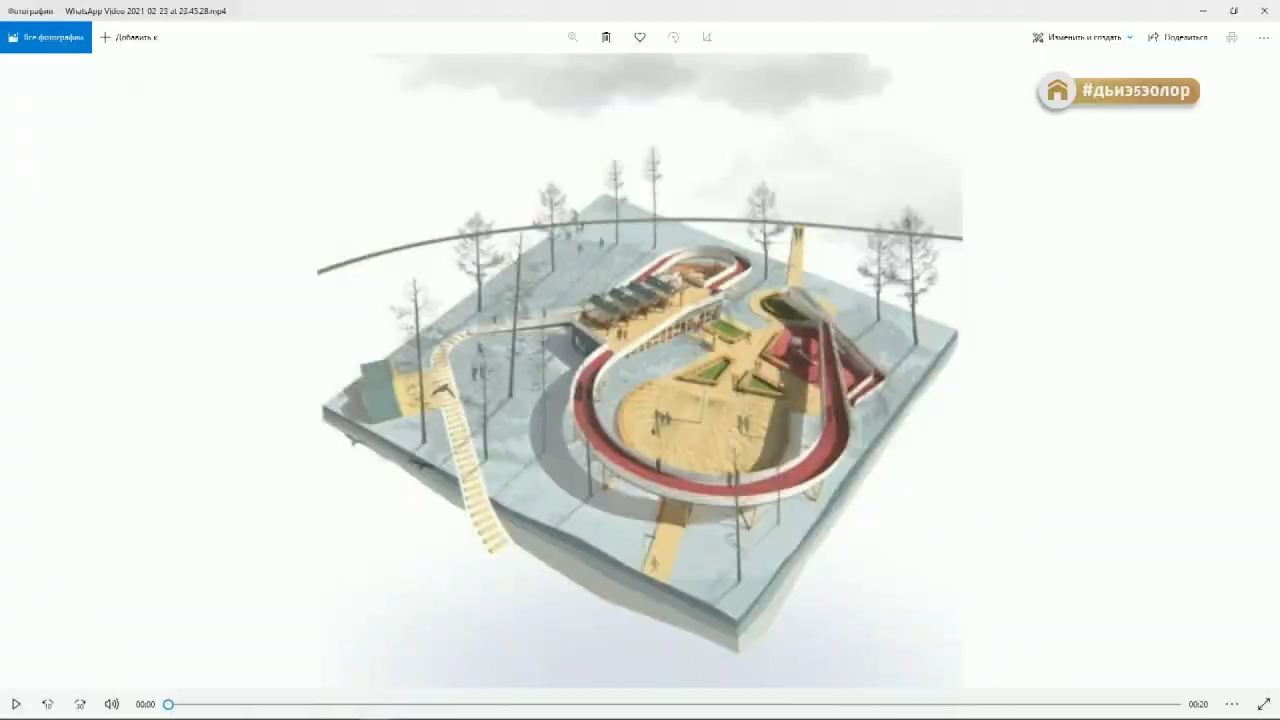 Фотографии - WhatsApp Video 2021-02-23 at 23.45.28.mp4
Все фотографии
Добавить к
Изменить и создать
Поделиться
#дьиэҕэолор
00:00
00:20